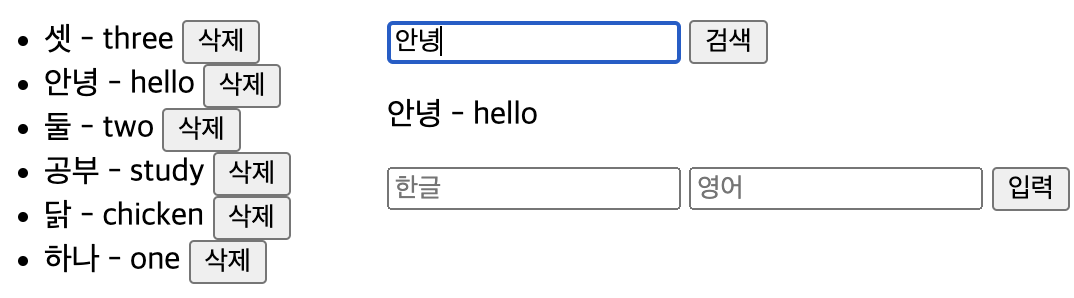 셋 - three 삭제
안녕 - hello 삭제
둘 - two 삭제
공부 - study 삭제
닭 - chicken 삭제
하나 - one 삭제
안녕 검색
안녕 - hello
한글 영어 입력